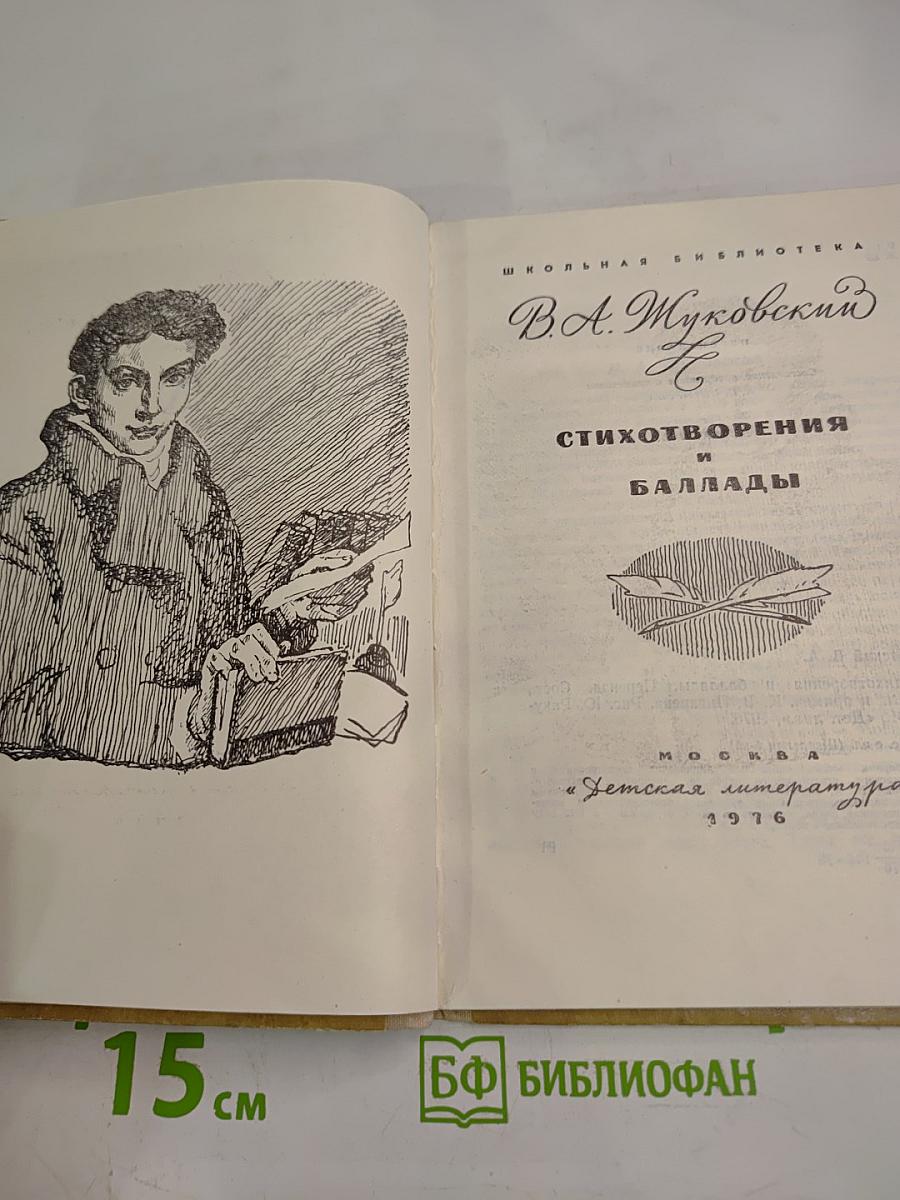 ШКОЛЬНАЯ БИБЛИОТЕКА
В. А. Жуковский
СТИХОТВОРЕНИЯ
И
БАЛЛАДЫ
МОСКВА
«Детская литература
1976
15 см
БФ БИБЛИОФАН